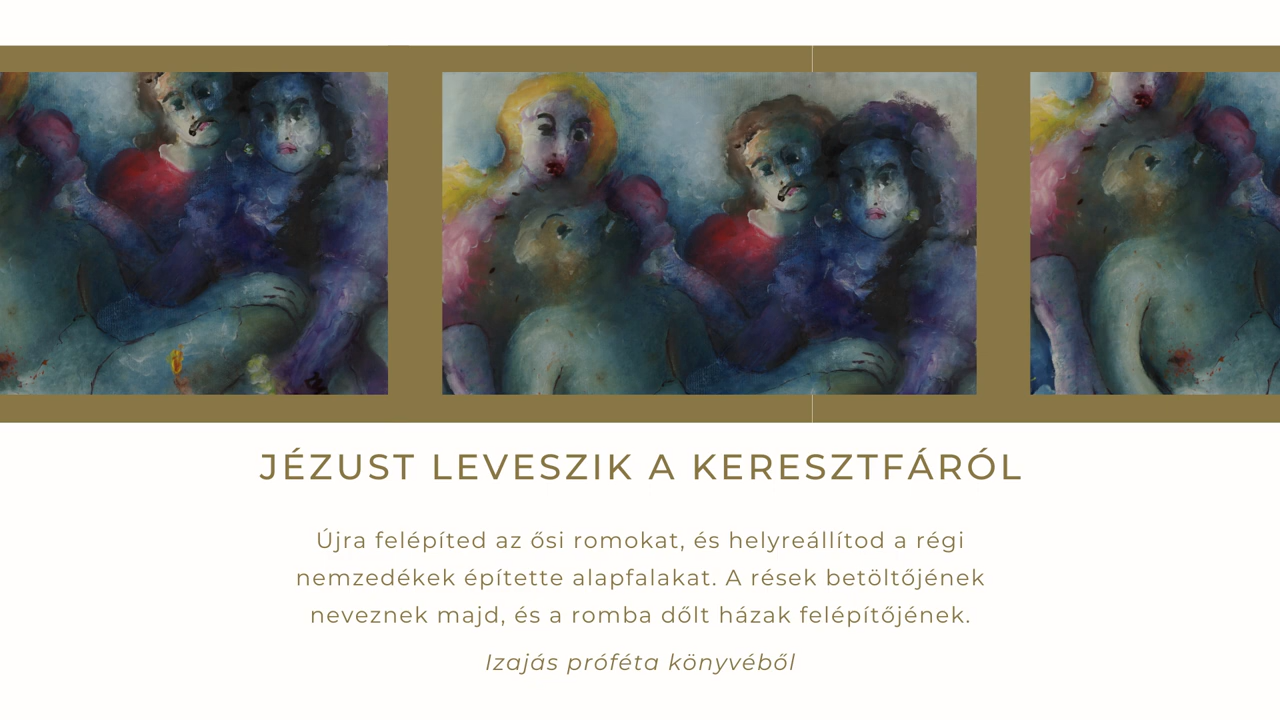 JÉZUST LEVESZIK A KERESZTFÁRÓL
Újra felépíted az ősi romokat, és helyreállítod a régi
nemzedékek építette alapfalakat. A rések betöltőjének
neveznek majd, és a romba dőlt házak felépítőjének.
Izajás próféta könyvéből